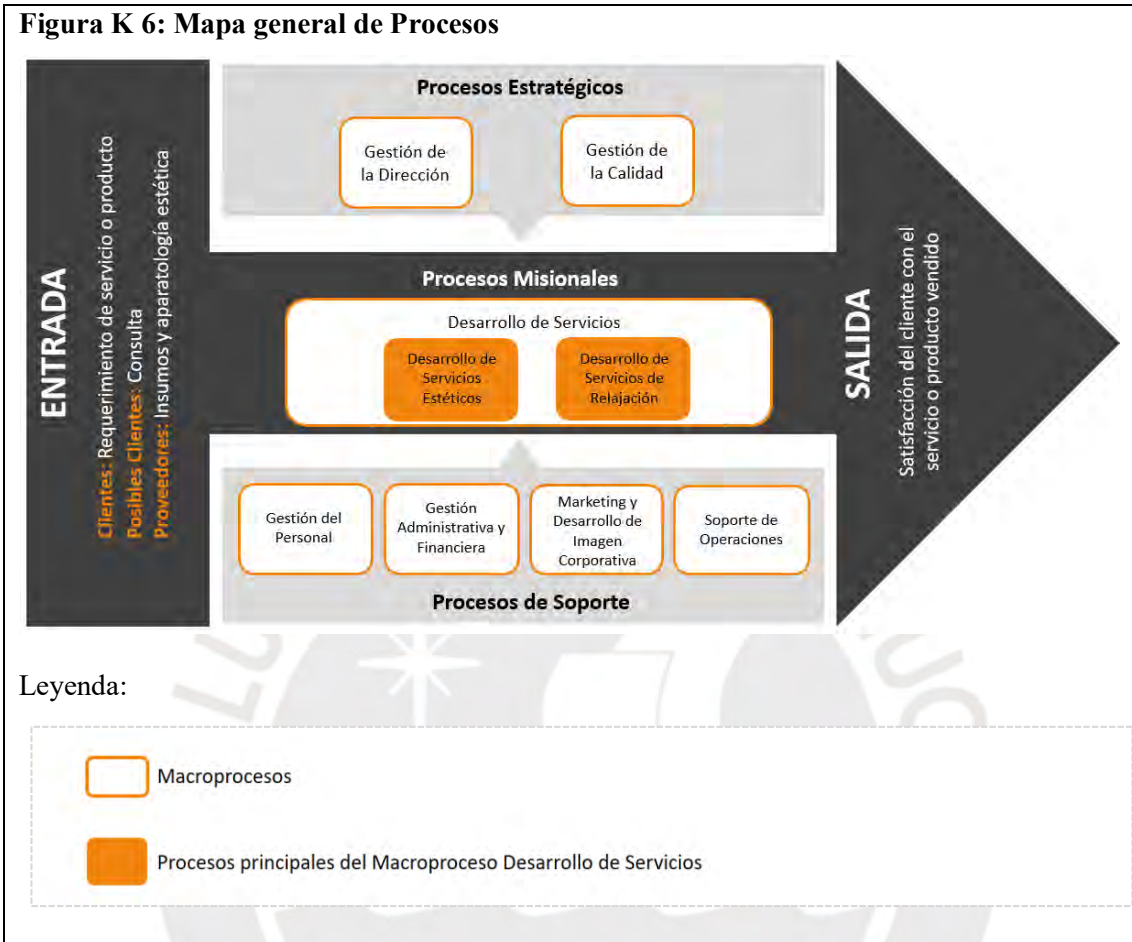 Figura K 6: Mapa general de Procesos
ENTRADA
Clientes: Requerimiento de servicio o producto
Posibles Clientes: Consulta
Proveedores: Insumos y aparatología estética
Procesos Estratégicos
Gestión de
la Dirección
Gestión de
la Calidad
Procesos Misionales
Desarrollo de Servicios
Desarrollo de
Servicios
Estéticos
Desarrollo de
Servicios de
Relajación
Gestión del
Personal
Gestión
Administrativa y
Financiera
Marketing y
Desarrollo de
Imagen
Corporativa
Soporte de
Operaciones
Procesos de Soporte
SALIDA
Satisfacción del cliente con el
servicio o producto vendido
Leyenda:
Macroprocesos
Procesos principales del Macroproceso Desarrollo de Servicios